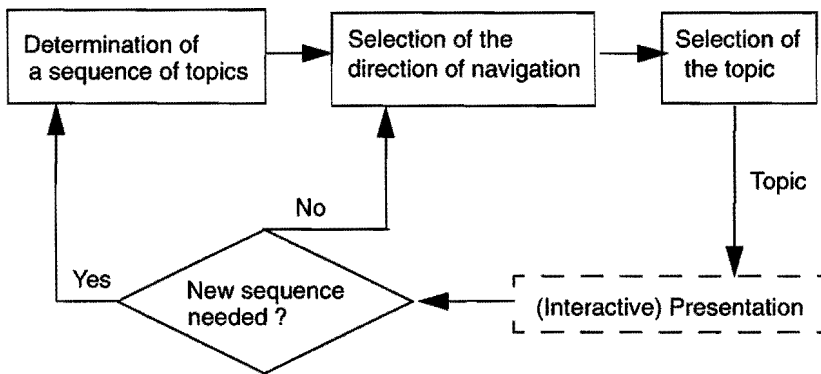 Determination of
a sequence of topics
Selection of the
direction of navigation
Selection of
the topic
Topic
No
Yes
New sequence
needed ?
(Interactive) Presentation